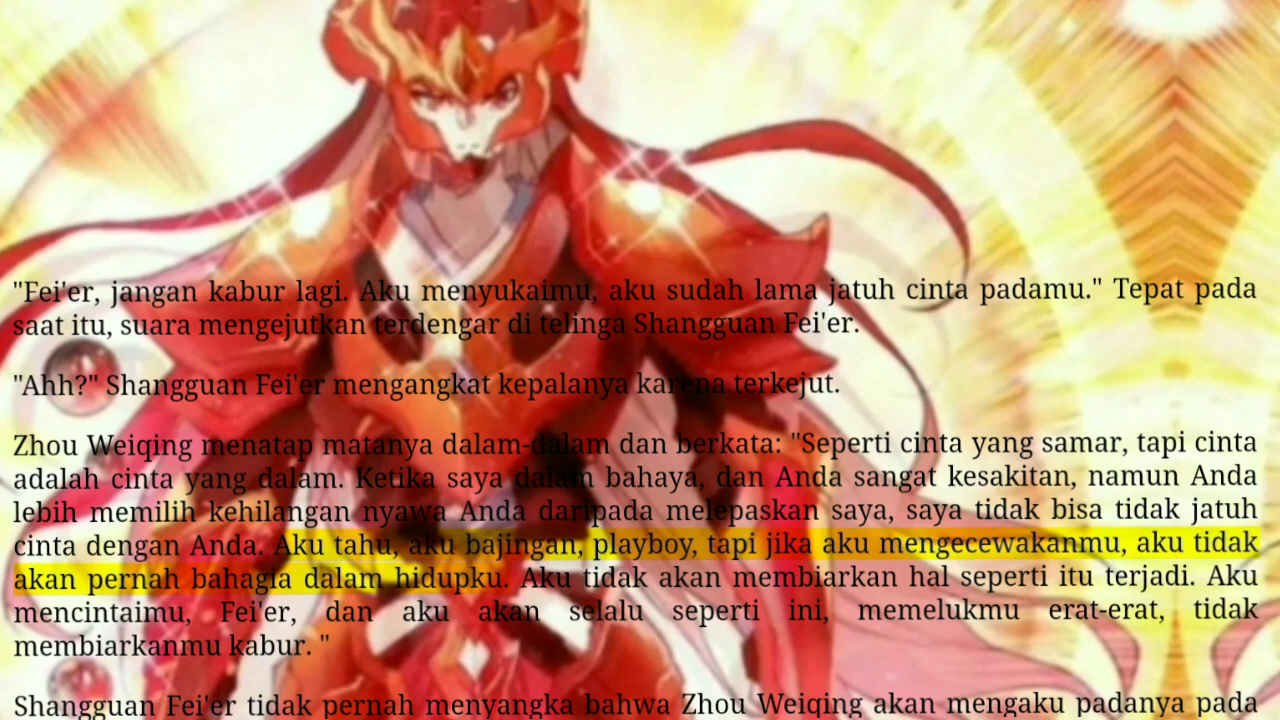 "Fei'er, jangan kabur lagi. Aku menyukaimu, aku sudah lama jatuh cinta padamu." Tepat pada
saat itu, suara mengejutkan terdengar di telinga Shangguan Fei'er.
"Ahh?" Shangguan Fei'er mengangkat kepalanya karena terkejut.
Zhou Weiqing menatap matanya dalam-dalam dan berkata: "Seperti cinta yang samar, tapi cinta
adalah cinta yang dalam. Ketika saya dalam bahaya, dan Anda sangat kesakitan, namun Anda
lebih memilih kehilangan nyawa Anda daripada melepaskan saya, saya tidak bisa tidak jatuh
cinta dengan Anda. Aku tahu, aku bajingan, playboy, tapi jika aku mengecewakanmu, aku tidak
akan pernah bahagia dalam hidupku. Aku tidak akan membiarkan hal seperti itu terjadi. Aku
mencintaimu, Fei'er, dan aku akan selalu seperti ini, memelukmu erat-erat, tidak
membiarkanmu kabur. "
Shangguan Fei'er tidak pernah menyangka bahwa Zhou Weiqing akan mengaku padanya pada